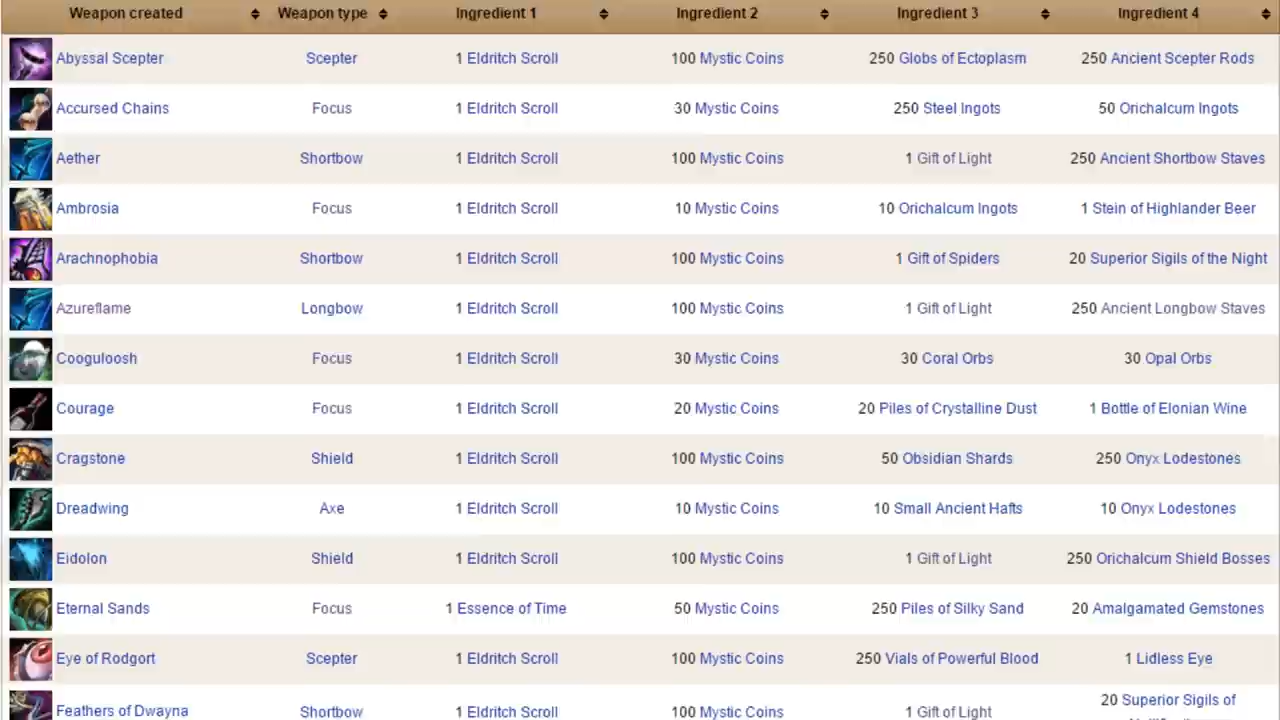 Weapon created Weapon type Ingredient 1 Ingredient 2 Ingredient 3 Ingredient 4
Abyssal Scepter Scepter 1 Eldritch Scroll 100 Mystic Coins 250 Globs of Ectoplasm 250 Ancient Scepter Rods
Accursed Chains Focus 1 Eldritch Scroll 30 Mystic Coins 250 Steel Ingots 50 Orichalcum Ingots
Aether Shortbow 1 Eldritch Scroll 100 Mystic Coins 1 Gift of Light 250 Ancient Shortbow Staves
Ambrosia Focus 1 Eldritch Scroll 10 Mystic Coins 10 Orichalcum Ingots 1 Stein of Highlander Beer
Arachnophobia Shortbow 1 Eldritch Scroll 100 Mystic Coins 1 Gift of Spiders 20 Superior Sigils of the Night
Azureflame Longbow 1 Eldritch Scroll 100 Mystic Coins 1 Gift of Light 250 Ancient Longbow Staves
Cooguloosh Focus 1 Eldritch Scroll 30 Mystic Coins 30 Coral Orbs 30 Opal Orbs
Courage Focus 1 Eldritch Scroll 20 Mystic Coins 20 Piles of Crystalline Dust 1 Bottle of Elonian Wine
Cragstone Shield 1 Eldritch Scroll 100 Mystic Coins 50 Obsidian Shards 250 Onyx Lodestones
Dreadwing Axe 1 Eldritch Scroll 10 Mystic Coins 10 Small Ancient Hafts 10 Onyx Lodestones
Eidolon Shield 1 Eldritch Scroll 100 Mystic Coins 1 Gift of Light 250 Orichalcum Shield Bosses
Eternal Sands Focus 1 Essence of Time 50 Mystic Coins 250 Piles of Silky Sand 20 Amalgamated Gemstones
Eye of Rodgort Scepter 1 Eldritch Scroll 100 Mystic Coins 250 Vials of Powerful Blood 1 Lidless Eye
Feathers of Dwayna Shortbow 1 Eldritch Scroll 100 Mystic Coins 1 Gift of Light 20 Superior Sigils of